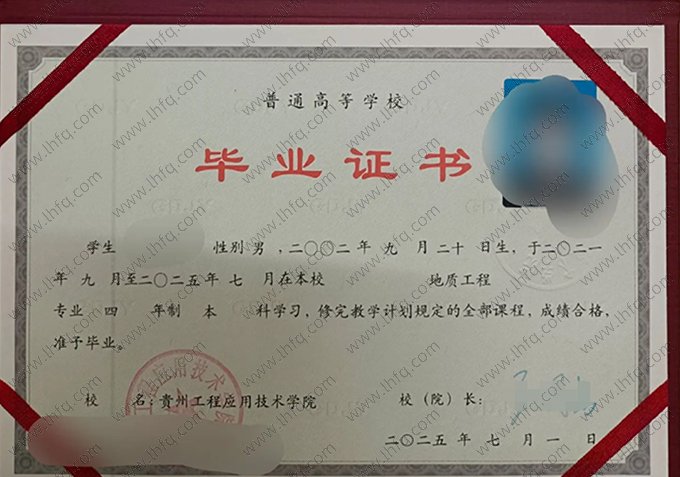 普通高等学校
毕业证书
学生 性别 男 ,二〇〇二 年 九 月 二十 日生, 于二〇二一
年 九 月至二〇二五年 七 月在本校 地质工程
专业 四 年制 本 科学习, 修完教学计划规定的全部课程, 成绩合格,
准予毕业。
校 名:贵州工程应用技术学院 校（院）长:
二〇二五年 七 月 一 日
www.lhfq.com